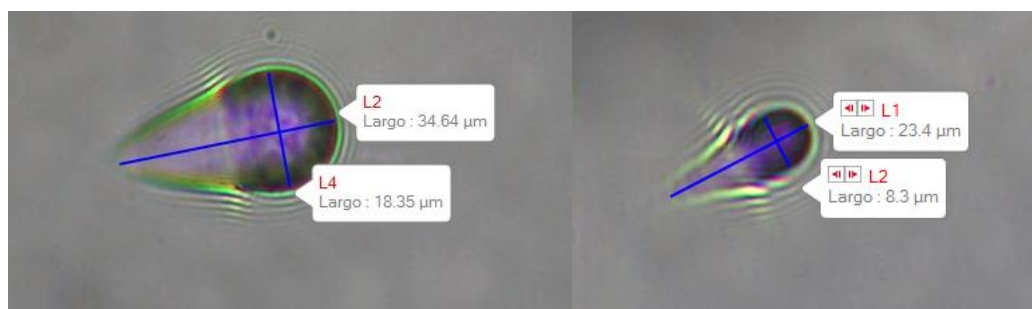 L2
Largo : 34.64 µm
L4
Largo : 18.35 µm
L1
Largo : 23.4 µm
L2
Largo : 8.3 µm